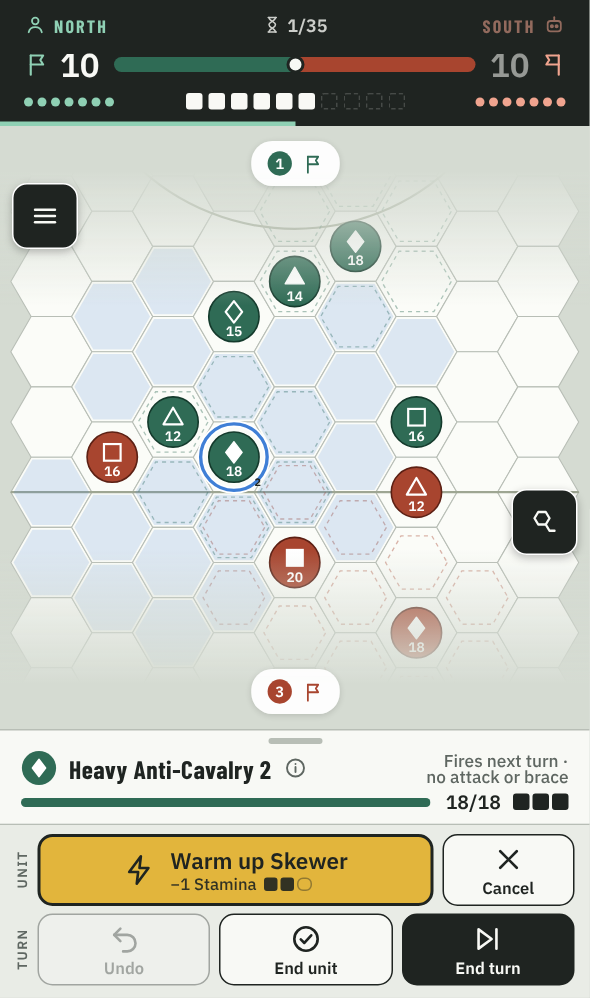 NORTH
1/35
SOUTH
10
10
1
18
14
15
12
16
16
18
2
12
20
18
3
Heavy Anti-Cavalry 2
Fires next turn ·
no attack or brace
18/18
UNIT
Warm up Skewer
−1 Stamina
Cancel
TURN
Undo
End unit
End turn